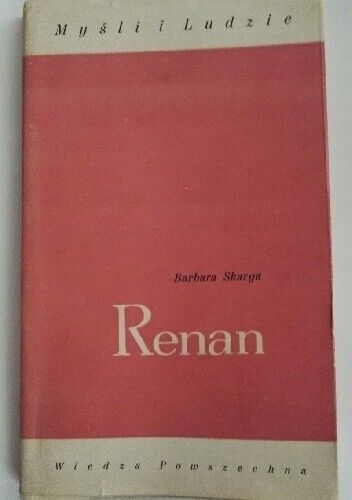 Myśli i Ludzie
Barbara Skarga
Renan
Wiedza Powszechna